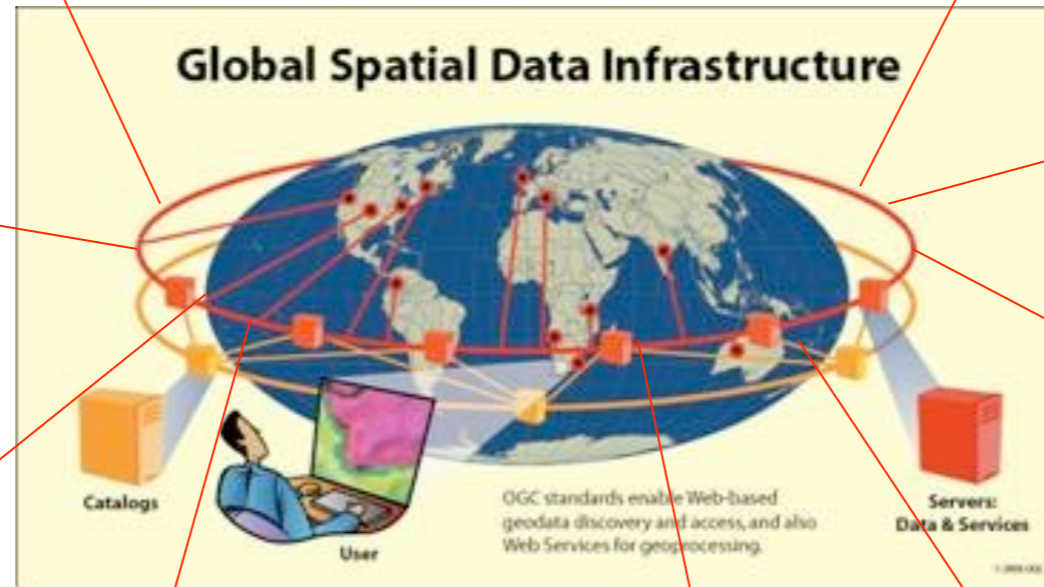 Global Spatial Data Infrastructure
Catalogs
User
OGC standards enable Web-based
geodata discovery and access, and also
Web Services for geoprocessing.
Servers:
Data & Services